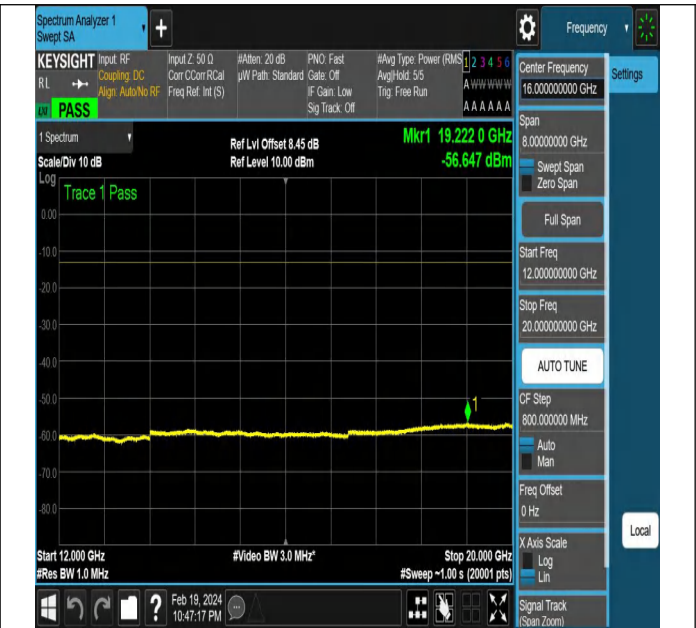 Spectrum Analyzer 1
Swept SA
Frequency
KEYSIGHT
RL
PASS
Input: RF
Coupling: DC
Align: Auto/No RF
Input Z: 50 Ω
Corr CCorr RCal
Freq Ref: Int (S)
#Atten: 20 dB
µW Path: Standard
PNO: Fast
Gate: Off
IF Gain: Low
Sig Track: Off
#Avg Type: Power (RMS
Avg|Hold: 5/5
Trig: Free Run
1 2 3 4 5 6
A W W W W W
A A A A A A
1 Spectrum
Scale/Div 10 dB
Log
Ref Lvl Offset 8.45 dB
Ref Level 10.00 dBm
Mkr1 19.222 0 GHz
-56.647 dBm
Trace 1 Pass
0.00
-10.0
-20.0
-30.0
-40.0
-50.0
-60.0
-70.0
-80.0
1
Start 12.000 GHz
#Res BW 1.0 MHz
#Video BW 3.0 MHz*
Stop 20.000 GHz
#Sweep ~1.00 s (20001 pts)
Feb 19, 2024
10:47:17 PM
Center Frequency
16.000000000 GHz
Settings
Span
8.00000000 GHz
Swept Span
Zero Span
Full Span
Start Freq
12.000000000 GHz
Stop Freq
20.000000000 GHz
AUTO TUNE
CF Step
800.000000 MHz
Auto
Man
Freq Offset
0 Hz
X Axis Scale
Log
Lin
Local
Signal Track
(Span Zoom)